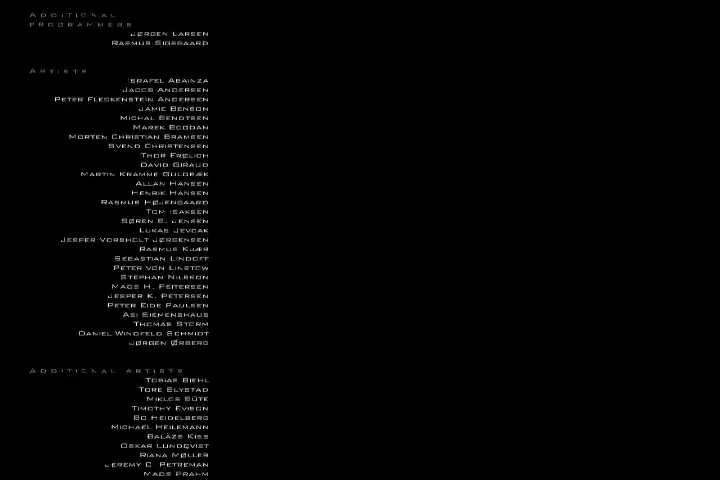 Additional
Programmers
Jørgen Larsen
Rasmus Sigsgaard
Artists
Israfel Abainza
Jacob Andersen
Peter Fleckenstein Andersen
Jamie Benson
Michal Bendtsen
Marek Bogdan
Morten Christian Bramsen
Svend Christensen
Thor Frølich
David Giraud
Martin Kramme Guldbæk
Allan Hansen
Henrik Hansen
Rasmus Højengaard
Tom Isaksen
Søren B. Jensen
Lukas Jevcak
Jesper Vorsholt Jørgensen
Rasmus Kjær
Sebastian Lindoff
Peter von Linstow
Stephan Nilsson
Mads H. Peitersen
Jesper K. Petersen
Peter Eide Paulsen
Asi Siemenshaus
Thomas Storm
Daniel Wingfeld Schmidt
Jørgen Ørberg
Additional Artists
Tobias Biehl
Tore Blystad
Miklos Büte
Timothy Evison
Bo Heidelberg
Michael Heilemann
Balázs Kiss
Oskar Lundqvist
Riana Møller
Jeremy C. Petreman
Mads Prahm